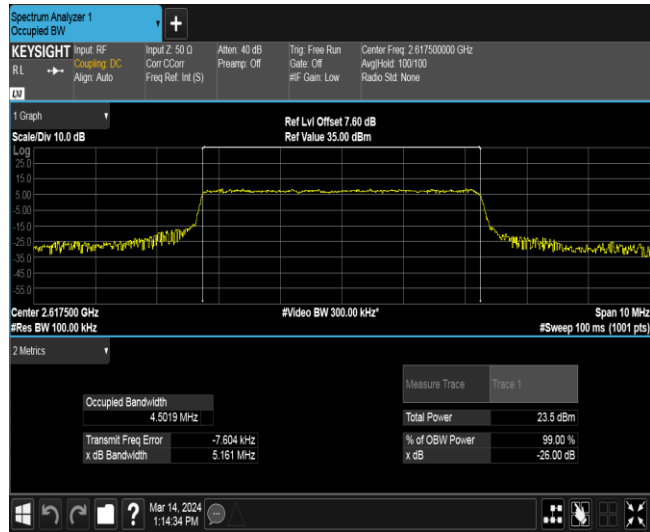 Spectrum Analyzer 1
Occupied BW
KEYSIGHT
RL
LXI
Input: RF
Coupling: DC
Align: Auto
Input Z: 50 Ω
Corr CCorr
Freq Ref: Int (S)
Atten: 40 dB
Preamp: Off
Trig: Free Run
Gate: Off
#IF Gain: Low
Center Freq: 2.617500000 GHz
Avg|Hold: 100/100
Radio Std: None
1 Graph
Scale/Div 10.0 dB
Ref Lvl Offset 7.60 dB
Ref Value 35.00 dBm
Log
25.0
15.0
5.00
-5.00
-15.0
-25.0
-35.0
-45.0
-55.0
Center 2.617500 GHz
#Res BW 100.00 kHz
#Video BW 300.00 kHz*
Span 10 MHz
#Sweep 100 ms (1001 pts)
2 Metrics
Measure Trace
Trace 1
Occupied Bandwidth
4.5019 MHz
Total Power
23.5 dBm
Transmit Freq Error
-7.604 kHz
% of OBW Power
99.00 %
x dB Bandwidth
5.161 MHz
x dB
-26.00 dB
?
Mar 14, 2024
1:14:34 PM